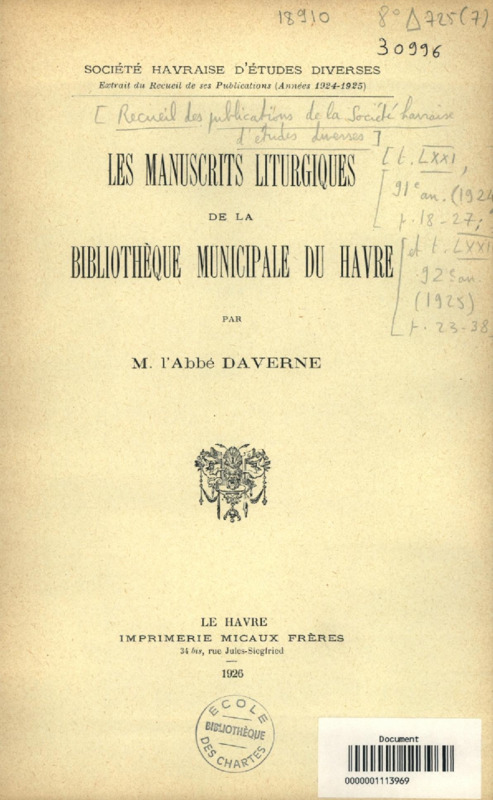 18910 8° Δ 725 (7)
30996
SOCIÉTÉ HAVRAISE D'ÉTUDES DIVERSES
Extrait du Recueil de ses Publications (Années 1924-1925)
[Recueil des publications de la Société havraise
d'études diverses]
LES MANUSCRITS LITURGIQUES
DE LA
BIBLIOTHÈQUE MUNICIPALE DU HAVRE
PAR
M. l'Abbé DAVERNE
[t. LXXI,
91e an. (1924
p. 18-27;
et t. LXXI
92e an
(1925)
p. 23-38
LE HAVRE
IMPRIMERIE MICAUX FRÈRES
34 bis, rue Jules-Siegfried
1926
ECOLE
BIBLIOTHÈQUE
DES CHARTES
Document
0000001113969